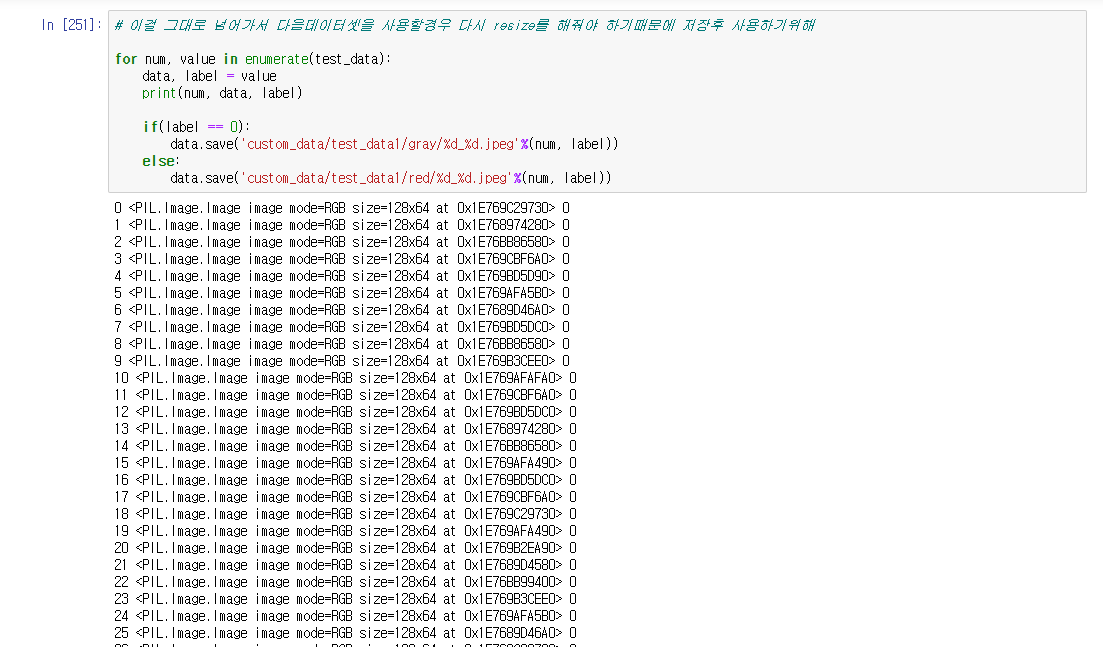 In [251]: # 이걸 그대로 넘어가서 다음데이터셋을 사용할경우 다시 resize를 해줘야 하기때문에 저장후 사용하기위해
for num, value in enumerate(test_data):
data, label = value
print(num, data, label)
if(label == 0):
data.save('custom_data/test_data1/gray/%d_%d.jpeg'%(num, label))
else:
data.save('custom_data/test_data1/red/%d_%d.jpeg'%(num, label))
0 <PIL.Image.Image image mode=RGB size=128x64 at 0x1E769C29730> 0
1 <PIL.Image.Image image mode=RGB size=128x64 at 0x1E768974280> 0
2 <PIL.Image.Image image mode=RGB size=128x64 at 0x1E76BB86580> 0
3 <PIL.Image.Image image mode=RGB size=128x64 at 0x1E769CBF6A0> 0
4 <PIL.Image.Image image mode=RGB size=128x64 at 0x1E769BD5D90> 0
5 <PIL.Image.Image image mode=RGB size=128x64 at 0x1E769AFA5B0> 0
6 <PIL.Image.Image image mode=RGB size=128x64 at 0x1E7689D46A0> 0
7 <PIL.Image.Image image mode=RGB size=128x64 at 0x1E769BD5DC0> 0
8 <PIL.Image.Image image mode=RGB size=128x64 at 0x1E76BB86580> 0
9 <PIL.Image.Image image mode=RGB size=128x64 at 0x1E769B3CEE0> 0
10 <PIL.Image.Image image mode=RGB size=128x64 at 0x1E769AFAFA0> 0
11 <PIL.Image.Image image mode=RGB size=128x64 at 0x1E769CBF6A0> 0
12 <PIL.Image.Image image mode=RGB size=128x64 at 0x1E769BD5DC0> 0
13 <PIL.Image.Image image mode=RGB size=128x64 at 0x1E768974280> 0
14 <PIL.Image.Image image mode=RGB size=128x64 at 0x1E76BB86580> 0
15 <PIL.Image.Image image mode=RGB size=128x64 at 0x1E769AFA490> 0
16 <PIL.Image.Image image mode=RGB size=128x64 at 0x1E769BD5DC0> 0
17 <PIL.Image.Image image mode=RGB size=128x64 at 0x1E769CBF6A0> 0
18 <PIL.Image.Image image mode=RGB size=128x64 at 0x1E769C29730> 0
19 <PIL.Image.Image image mode=RGB size=128x64 at 0x1E769AFA490> 0
20 <PIL.Image.Image image mode=RGB size=128x64 at 0x1E769B2EA90> 0
21 <PIL.Image.Image image mode=RGB size=128x64 at 0x1E7689D4580> 0
22 <PIL.Image.Image image mode=RGB size=128x64 at 0x1E76BB99400> 0
23 <PIL.Image.Image image mode=RGB size=128x64 at 0x1E769B3CEE0> 0
24 <PIL.Image.Image image mode=RGB size=128x64 at 0x1E769AFA5B0> 0
25 <PIL.Image.Image image mode=RGB size=128x64 at 0x1E7689D46A0> 0